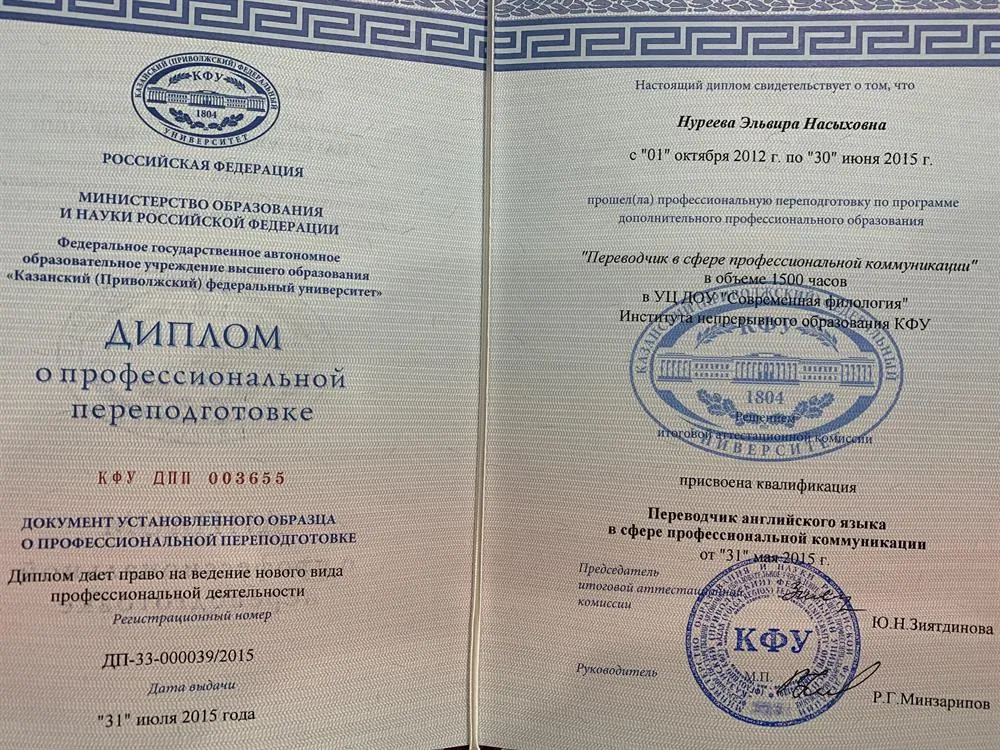 КАЗАНСКИЙ (ПРИВОЛЖСКИЙ) ФЕДЕРАЛЬНЫЙ
КФУ
1804
УНИВЕРСИТЕТ
РОССИЙСКАЯ ФЕДЕРАЦИЯ
МИНИСТЕРСТВО ОБРАЗОВАНИЯ
И НАУКИ РОССИЙСКОЙ ФЕДЕРАЦИИ
Федеральное государственное автономное
образовательное учреждение высшего образования
«Казанский (Приволжский) федеральный университет»
ДИПЛОМ
о профессиональной
переподготовке
КФУ ДПП 003655
ДОКУМЕНТ УСТАНОВЛЕННОГО ОБРАЗЦА
О ПРОФЕССИОНАЛЬНОЙ ПЕРЕПОДГОТОВКЕ
Диплом дает право на ведение нового вида
профессиональной деятельности
Регистрационный номер
ДП-33-000039/2015
Дата выдачи
"31" июля 2015 года
Настоящий диплом свидетельствует о том, что
Нуреева Эльвира Насыховна
с "01" октября 2012 г. по "30" июня 2015 г.
прошел(ла) профессиональную переподготовку по программе
дополнительного профессионального образования
"Переводчик в сфере профессиональной коммуникации"
в объеме 1500 часов
в УЦ ДОУ "Современная филология"
Института непрерывного образования КФУ
КАЗАНСКИЙ ПРИВОЛЖСКИЙ ФЕДЕРАЛЬНЫЙ
КФУ
1804
Решением
итоговой аттестационной комиссии
УНИВЕРСИТЕТ
присвоена квалификация
Переводчик английского языка
в сфере профессиональной коммуникации
от "31" мая 2015 г.
Председатель
итоговой аттестационной
комиссии
Ю.Н.Зиятдинова
КФУ
Руководитель
М.П.
Р.Г.Минзарипов